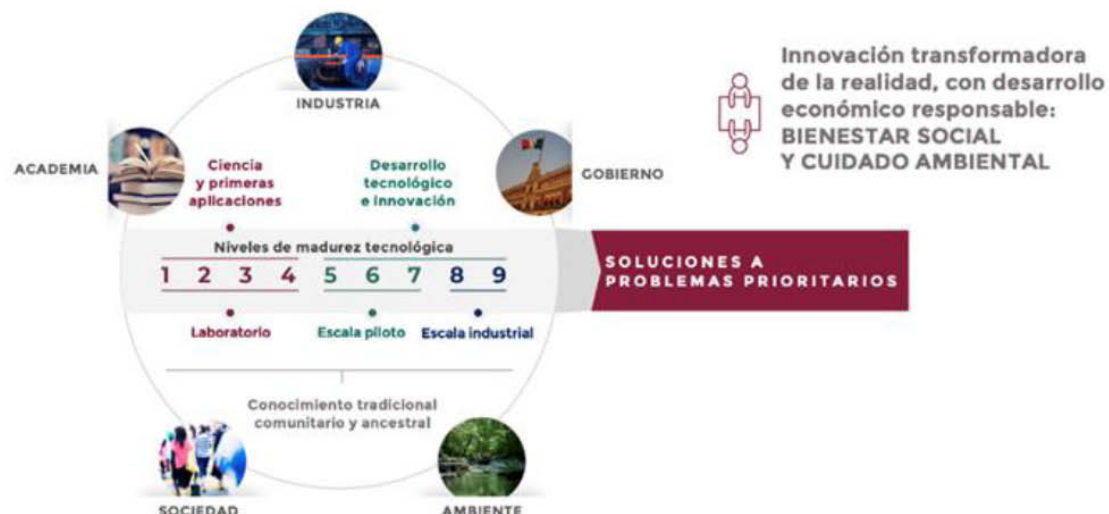 INDUSTRIA
Innovación transformadora
de la realidad, con desarrollo
económico responsable:
BIENESTAR SOCIAL
Y CUIDADO AMBIENTAL
ACADEMIA
Ciencia
y primeras
aplicaciones
Desarrollo
tecnológico
e Innovación
GOBIERNO
Niveles de madurez tecnológica
1 2 3 4 5 6 7 8 9
SOLUCIONES A
PROBLEMAS PRIORITARIOS
Laboratorio
Escala piloto
Escala industrial
Conocimiento tradicional
comunitario y ancestral
SOCIEDAD
AMBIENTE